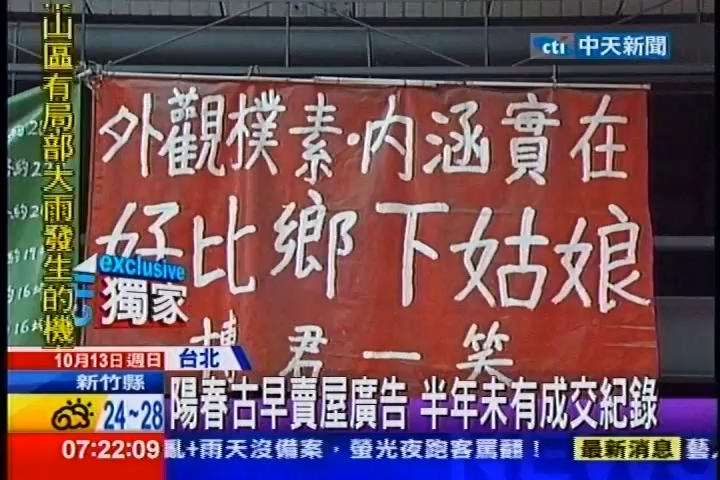 山區有局部大雨發生的機
cti 中天新聞
外觀樸素·內涵實在
好比鄉下姑娘
博君一笑
exclusive
獨家
10月13日 週日
台北
新竹縣
24~28
陽春古早賣屋廣告 半年未有成交紀錄
07:22:09
亂+雨天沒備案，螢光夜跑客罵翻！
最新消息
藝人